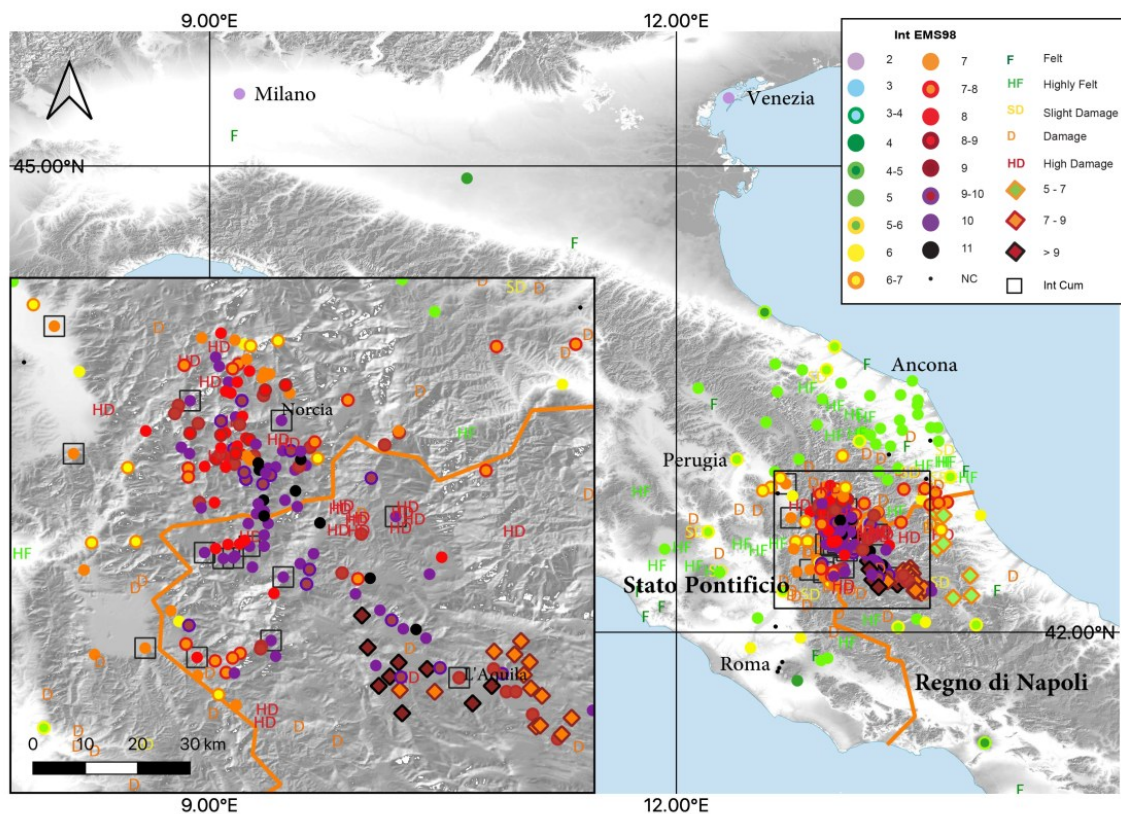 9.00°E
12.00°E
Int EMS98
2
3
3-4
4
4-5
5
5-6
6
6-7
7
7-8
8
8-9
9
9-10
10
11
NC
F Felt
HF Highly Felt
SD Slight Damage
D Damage
HD High Damage
5 - 7
7 - 9
> 9
Int Cum
Milano
Venezia
F
45.00°N
F
Ancona
Perugia
Norcia
Stato Pontificio
42.00°N
Roma
L'Aquila
Regno di Napoli
0 10 20 30 km
9.00°E
12.00°E